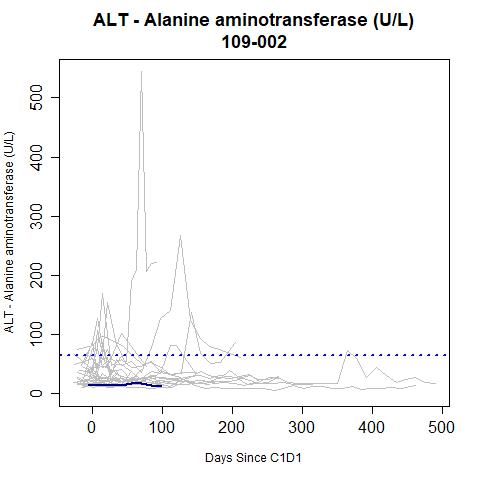 ALT - Alanine aminotransferase (U/L)
109-002
ALT - Alanine aminotransferase (U/L)
500
400
300
200
100
0
0 100 200 300 400 500
Days Since C1D1